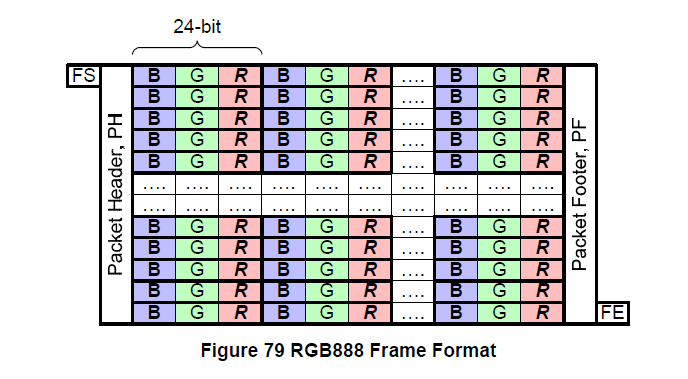 24-bit
FS B G R B G R .... B G R
B G R B G R .... B G R
B G R B G R .... B G R
B G R B G R .... B G R
B G R B G R .... B G R
.... .... .... .... .... .... .... .... .... ....
.... .... .... .... .... .... .... .... .... ....
B G R B G R .... B G R
B G R B G R .... B G R
B G R B G R .... B G R
B G R B G R .... B G R
B G R B G R .... B G R FE
Packet Header, PH
Packet Footer, PF
Figure 79 RGB888 Frame Format